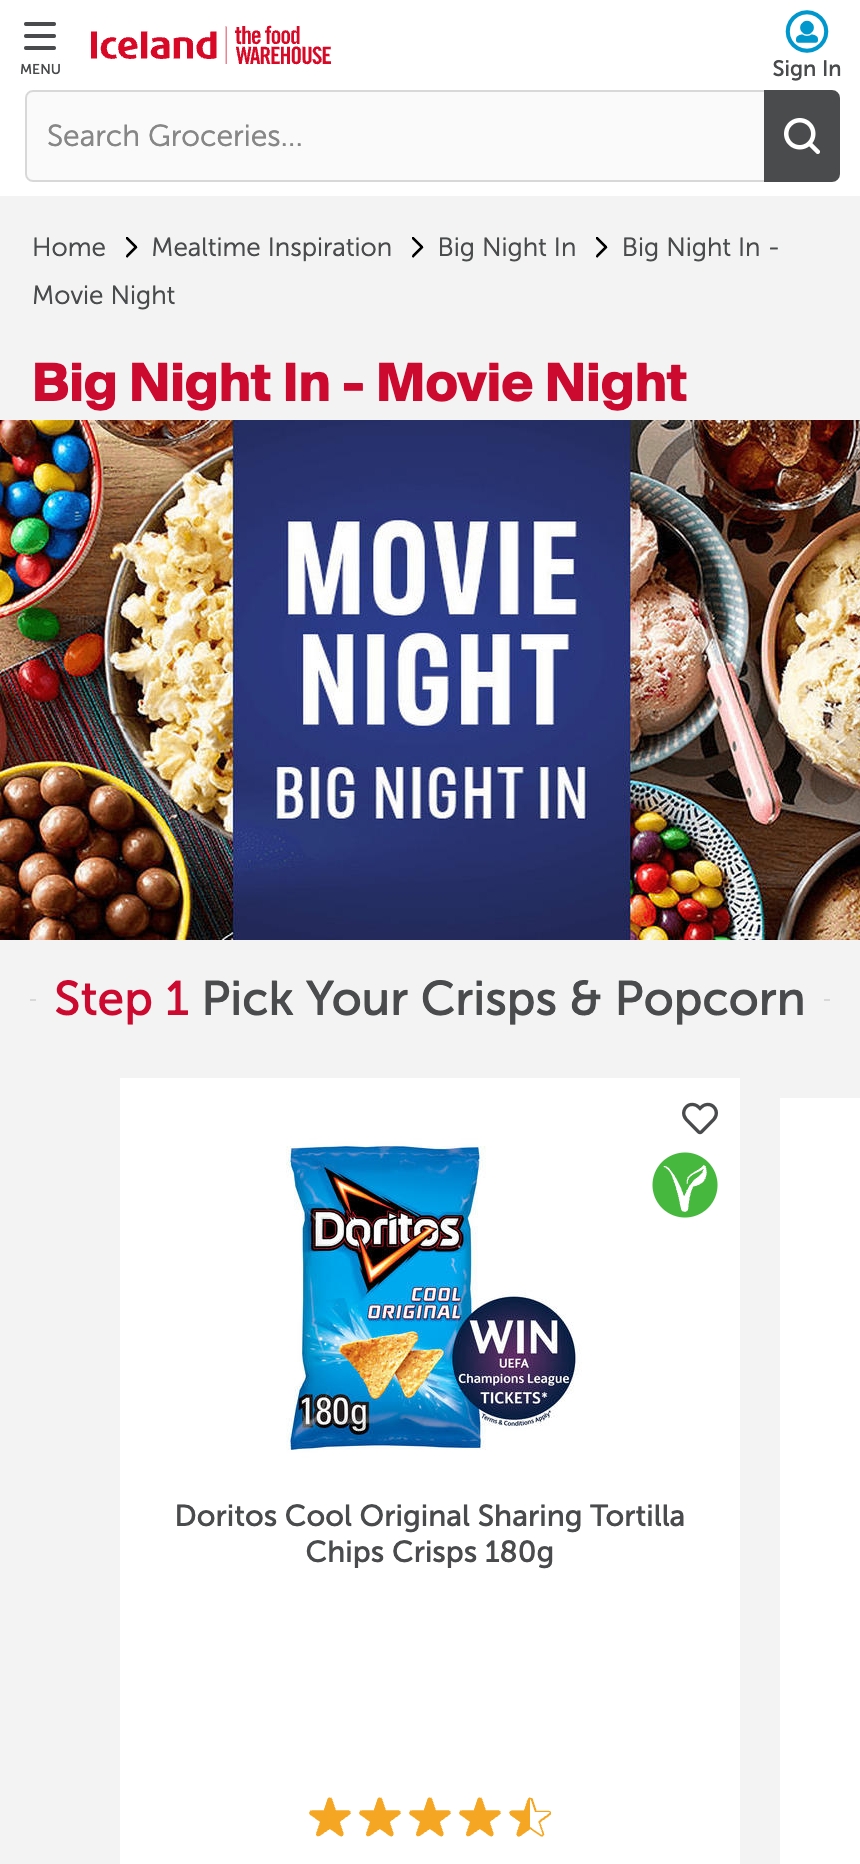 MENU
Iceland
the food
WAREHOUSE
Sign In
Search Groceries...
Home
Mealtime Inspiration
Big Night In
Big Night In -
Movie Night
Big Night In - Movie Night
MOVIE
NIGHT
BIG NIGHT IN
Step 1 Pick Your Crisps & Popcorn
Doritos
COOL
ORIGINAL
180g
WIN
UEFA
Champions League
TICKETS*
Terms & Conditions Apply*
Doritos Cool Original Sharing Tortilla
Chips Crisps 180g